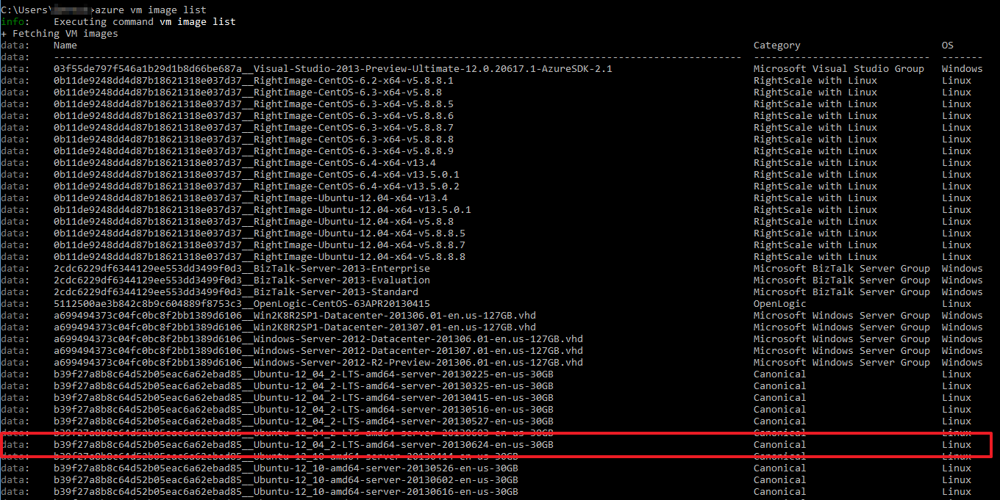 C:\Users\ >azure vm image list
info: Executing command vm image list
+ Fetching VM images
data: Name Category OS
data: --------------------------------------------------------------------------------------------------------------------- ------------------------------ -------
data: 03f55de797f546a1b29d1b8d66be687a__Visual-Studio-2013-Preview-Ultimate-12.0.20617.1-AzureSDK-2.1 Microsoft Visual Studio Group Windows
data: 0b11de9248dd4d87b18621318e037d37__RightImage-CentOS-6.2-x64-v5.8.8.1 RightScale with Linux Linux
data: 0b11de9248dd4d87b18621318e037d37__RightImage-CentOS-6.3-x64-v5.8.8 RightScale with Linux Linux
data: 0b11de9248dd4d87b18621318e037d37__RightImage-CentOS-6.3-x64-v5.8.8.5 RightScale with Linux Linux
data: 0b11de9248dd4d87b18621318e037d37__RightImage-CentOS-6.3-x64-v5.8.8.6 RightScale with Linux Linux
data: 0b11de9248dd4d87b18621318e037d37__RightImage-CentOS-6.3-x64-v5.8.8.7 RightScale with Linux Linux
data: 0b11de9248dd4d87b18621318e037d37__RightImage-CentOS-6.3-x64-v5.8.8.8 RightScale with Linux Linux
data: 0b11de9248dd4d87b18621318e037d37__RightImage-CentOS-6.3-x64-v5.8.8.9 RightScale with Linux Linux
data: 0b11de9248dd4d87b18621318e037d37__RightImage-CentOS-6.4-x64-v13.4 RightScale with Linux Linux
data: 0b11de9248dd4d87b18621318e037d37__RightImage-CentOS-6.4-x64-v13.5.0.1 RightScale with Linux Linux
data: 0b11de9248dd4d87b18621318e037d37__RightImage-CentOS-6.4-x64-v13.5.0.2 RightScale with Linux Linux
data: 0b11de9248dd4d87b18621318e037d37__RightImage-Ubuntu-12.04-x64-v13.4 RightScale with Linux Linux
data: 0b11de9248dd4d87b18621318e037d37__RightImage-Ubuntu-12.04-x64-v13.5.0.1 RightScale with Linux Linux
data: 0b11de9248dd4d87b18621318e037d37__RightImage-Ubuntu-12.04-x64-v5.8.8 RightScale with Linux Linux
data: 0b11de9248dd4d87b18621318e037d37__RightImage-Ubuntu-12.04-x64-v5.8.8.5 RightScale with Linux Linux
data: 0b11de9248dd4d87b18621318e037d37__RightImage-Ubuntu-12.04-x64-v5.8.8.7 RightScale with Linux Linux
data: 0b11de9248dd4d87b18621318e037d37__RightImage-Ubuntu-12.04-x64-v5.8.8.8 RightScale with Linux Linux
data: 2cdc6229df6344129ee553dd3499f0d3__BizTalk-Server-2013-Enterprise Microsoft BizTalk Server Group Windows
data: 2cdc6229df6344129ee553dd3499f0d3__BizTalk-Server-2013-Evaluation Microsoft BizTalk Server Group Windows
data: 2cdc6229df6344129ee553dd3499f0d3__BizTalk-Server-2013-Standard Microsoft BizTalk Server Group Windows
data: 5112500ae3b842c8b9c604889f8753c3__OpenLogic-CentOS-63APR20130415 OpenLogic Linux
data: a699494373c04fc0bc8f2bb1389d6106__Win2K8R2SP1-Datacenter-201306.01-en.us-127GB.vhd Microsoft Windows Server Group Windows
data: a699494373c04fc0bc8f2bb1389d6106__Win2K8R2SP1-Datacenter-201307.01-en.us-127GB.vhd Microsoft Windows Server Group Windows
data: a699494373c04fc0bc8f2bb1389d6106__Windows-Server-2012-Datacenter-201306.01-en.us-127GB.vhd Microsoft Windows Server Group Windows
data: a699494373c04fc0bc8f2bb1389d6106__Windows-Server-2012-Datacenter-201307.01-en.us-127GB.vhd Microsoft Windows Server Group Windows
data: a699494373c04fc0bc8f2bb1389d6106__Windows-Server-2012-R2-Preview-201306.01-en.us-127GB.vhd Microsoft Windows Server Group Windows
data: b39f27a8b8c64d52b05eac6a62ebad85__Ubuntu-12_04_2-LTS-amd64-server-20130225-en-us-30GB Canonical Linux
data: b39f27a8b8c64d52b05eac6a62ebad85__Ubuntu-12_04_2-LTS-amd64-server-20130325-en-us-30GB Canonical Linux
data: b39f27a8b8c64d52b05eac6a62ebad85__Ubuntu-12_04_2-LTS-amd64-server-20130415-en-us-30GB Canonical Linux
data: b39f27a8b8c64d52b05eac6a62ebad85__Ubuntu-12_04_2-LTS-amd64-server-20130516-en-us-30GB Canonical Linux
data: b39f27a8b8c64d52b05eac6a62ebad85__Ubuntu-12_04_2-LTS-amd64-server-20130527-en-us-30GB Canonical Linux
data: b39f27a8b8c64d52b05eac6a62ebad85__Ubuntu-12_04_2-LTS-amd64-server-20130603-en-us-30GB Canonical Linux
data: b39f27a8b8c64d52b05eac6a62ebad85__Ubuntu-12_04_2-LTS-amd64-server-20130624-en-us-30GB Canonical Linux
data: b39f27a8b8c64d52b05eac6a62ebad85__Ubuntu-12_10-amd64-server-20130414-en-us-30GB Canonical Linux
data: b39f27a8b8c64d52b05eac6a62ebad85__Ubuntu-12_10-amd64-server-20130526-en-us-30GB Canonical Linux
data: b39f27a8b8c64d52b05eac6a62ebad85__Ubuntu-12_10-amd64-server-20130602-en-us-30GB Canonical Linux
data: b39f27a8b8c64d52b05eac6a62ebad85__Ubuntu-12_10-amd64-server-20130616-en-us-30GB Canonical Linux